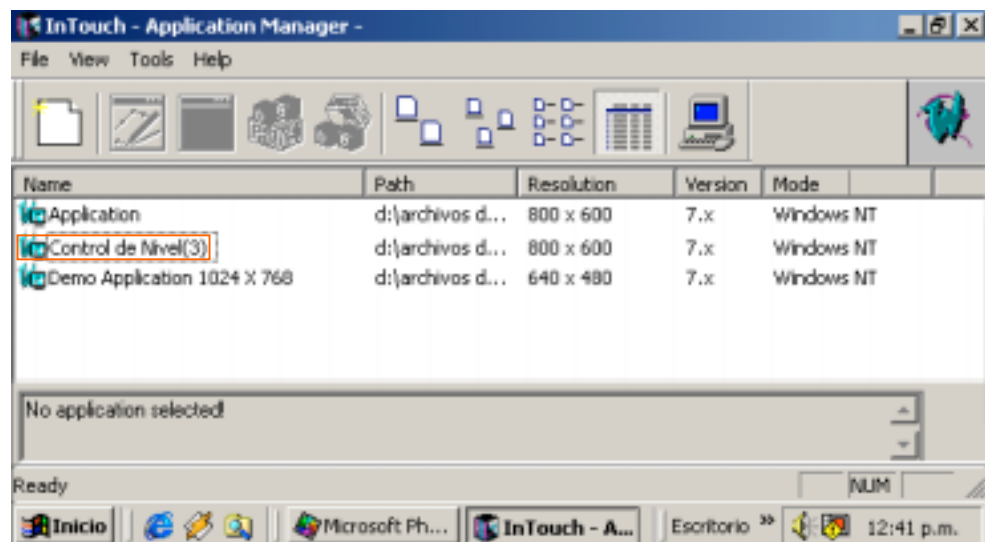 InTouch - Application Manager -
File View Tools Help
Name Path Resolution Version Mode
Application d:\archivos d... 800 x 600 7.x Windows NT
Control de Nivel(3) d:\archivos d... 800 x 600 7.x Windows NT
Demo Application 1024 X 768 d:\archivos d... 640 x 480 7.x Windows NT
No application selected!
Ready NUM
Inicio Microsoft Ph... InTouch - A... Escritorio » 12:41 p.m.